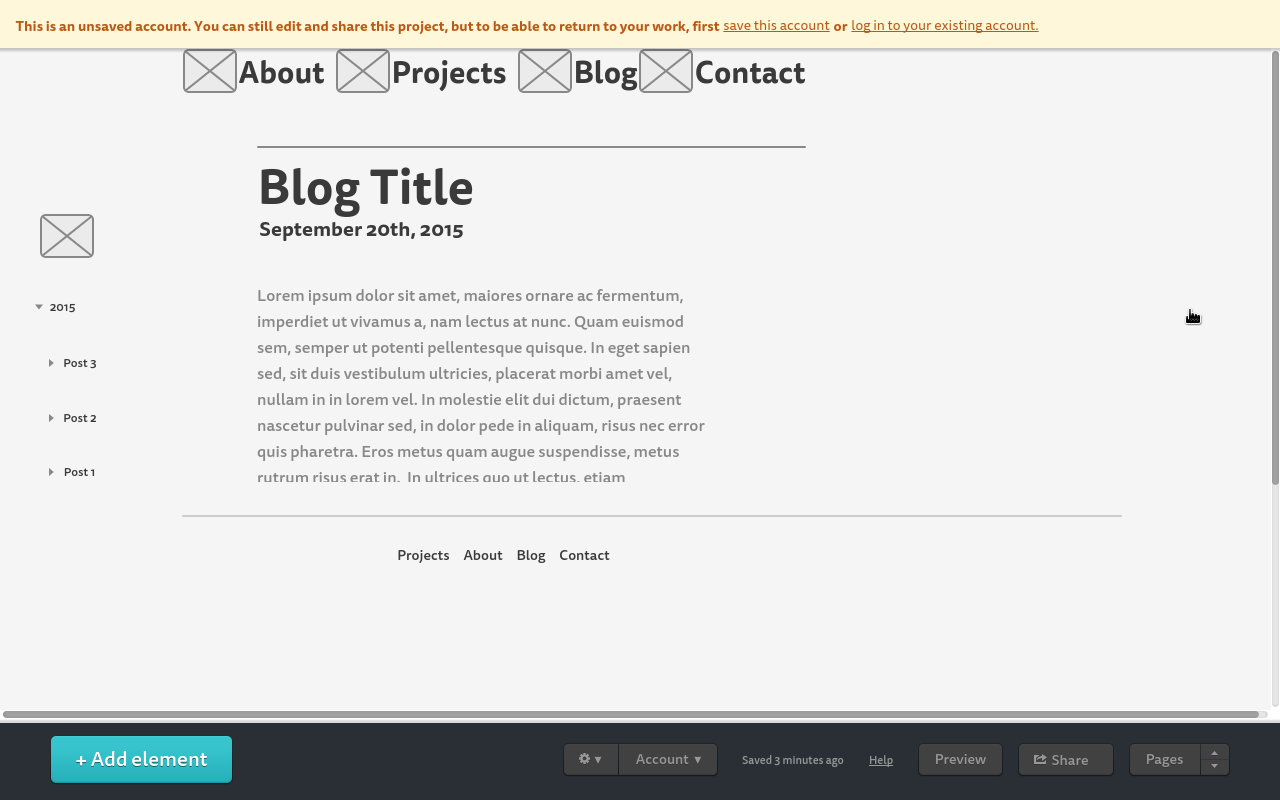 This is an unsaved account. You can still edit and share this project, but to be able to return to your work, first save this account or log in to your existing account.
About Projects Blog Contact
Blog Title
September 20th, 2015
2015
Post 3
Post 2
Post 1
Lorem ipsum dolor sit amet, maiores ornare ac fermentum,
imperdiet ut vivamus a, nam lectus at nunc. Quam euismod
sem, semper ut potenti pellentesque quisque. In eget sapien
sed, sit duis vestibulum ultricies, placerat morbi amet vel,
nullam in in lorem vel. In molestie elit dui dictum, praesent
nascetur pulvinar sed, in dolor pede in aliquam, risus nec error
quis pharetra. Eros metus quam augue suspendisse, metus
rutrum risus erat in.  In ultrices quo ut lectus, etiam
Projects About Blog Contact
+ Add element
Account ▾
Saved 3 minutes ago
Help
Preview
Share
Pages